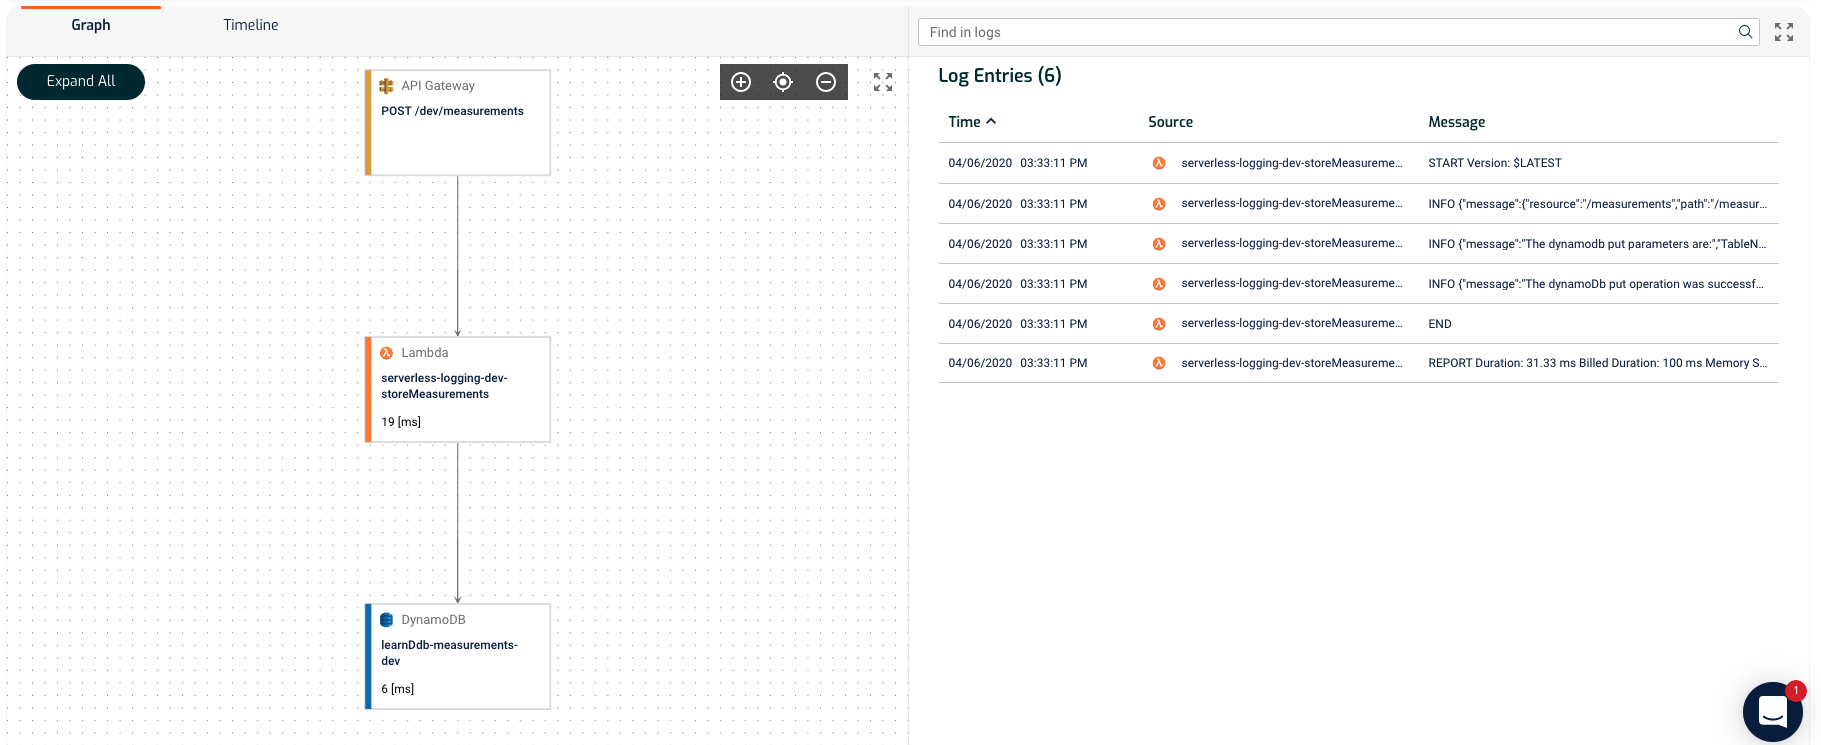 Graph
Timeline
Expand All
API Gateway
POST /dev/measurements
Lambda
serverless-logging-dev-
storeMeasurements
19 [ms]
DynamoDB
learnDdb-measurements-
dev
6 [ms]
Find in logs
Log Entries (6)
Time Source Message
04/06/2020 03:33:11 PM serverless-logging-dev-storeMeasureme... START Version: $LATEST
04/06/2020 03:33:11 PM serverless-logging-dev-storeMeasureme... INFO {"message":{"resource":"/measurements","path":"/measur...
04/06/2020 03:33:11 PM serverless-logging-dev-storeMeasureme... INFO {"message":"The dynamodb put parameters are:","TableN...
04/06/2020 03:33:11 PM serverless-logging-dev-storeMeasureme... INFO {"message":"The dynamoDb put operation was successf...
04/06/2020 03:33:11 PM serverless-logging-dev-storeMeasureme... END
04/06/2020 03:33:11 PM serverless-logging-dev-storeMeasureme... REPORT Duration: 31.33 ms Billed Duration: 100 ms Memory S...
1